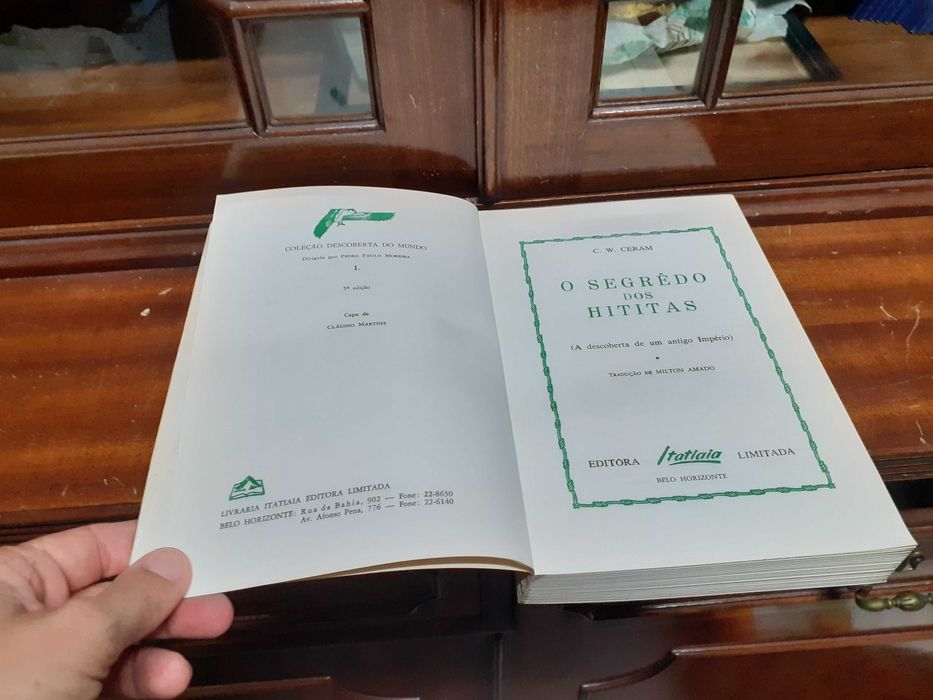 COLEÇÃO DESCOBERTA DO MUNDO
Dirigida por PEDRO PAULO MOREIRA
1.
5ª edição
Capa de
CLÁUDIO MARTINS
LIVRARIA ITATIAIA EDITORA LIMITADA
BELO HORIZONTE: Rua da Bahia, 902 — Fone: 22-8630
Av. Afonso Pena, 776 — Fone: 22-6140
C. W. CERAM
O SEGRÊDO
DOS
HITITAS
(A descoberta de um antigo Império)
*
TRADUÇÃO DE MILTON AMADO
EDITÔRA Itatiaia LIMITADA
BELO HORIZONTE